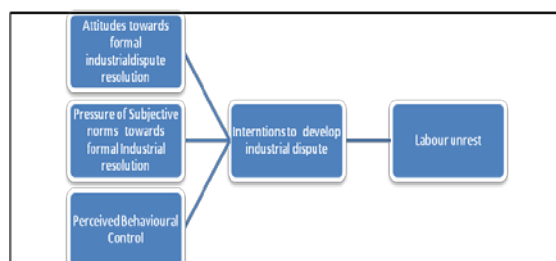 Attitudes towards
formal
industrialdispute
resolution
Pressure of Subjective
norms towards
formal Industrial
resolution
Perceived Behavioural
Control
Interntions to develop
industrial dispute
Labour unrest